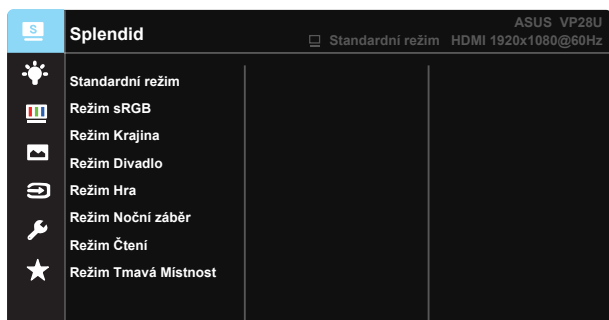 S
Splendid
ASUS VP28U
Standardní režim HDMI 1920x1080@60Hz
Standardní režim
Režim sRGB
Režim Krajina
Režim Divadlo
Režim Hra
Režim Noční záběr
Režim Čtení
Režim Tmavá Místnost